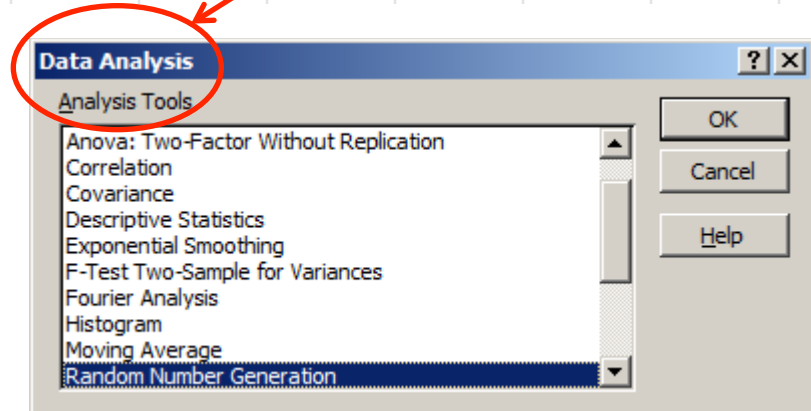 Data Analysis
Analysis Tools
OK
Anova: Two-Factor Without Replication
Correlation
Cancel
Covariance
Descriptive Statistics
Help
Exponential Smoothing
F-Test Two-Sample for Variances
Fourier Analysis
Histogram
Moving Average
Random Number Generation